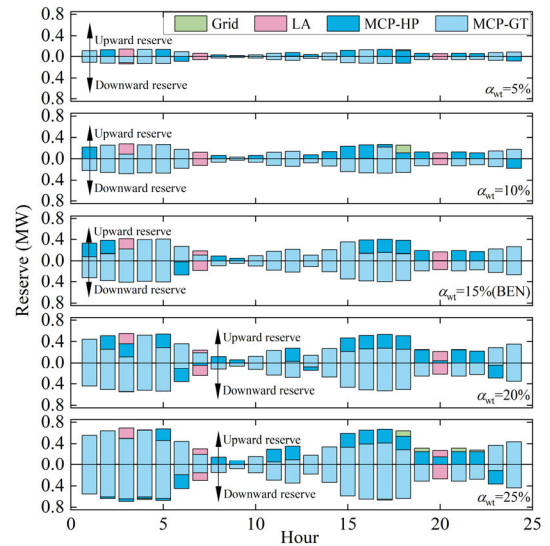 Grid LA MCP-HP MCP-GT
0.8
0.4
0.0
0.4
0.8
Upward reserve
Downward reserve
αwt=5%
0.8
0.4
0.0
0.4
0.8
Upward reserve
Downward reserve
αwt=10%
Reserve (MW)
0.8
0.4
0.0
0.4
0.8
Upward reserve
Downward reserve
αwt=15%(BEN)
0.8
0.4
0.0
0.4
0.8
Upward reserve
Downward reserve
αwt=20%
0.8
0.4
0.0
0.4
0.8
Upward reserve
Downward reserve
αwt=25%
0 5 10 15 20 25
Hour